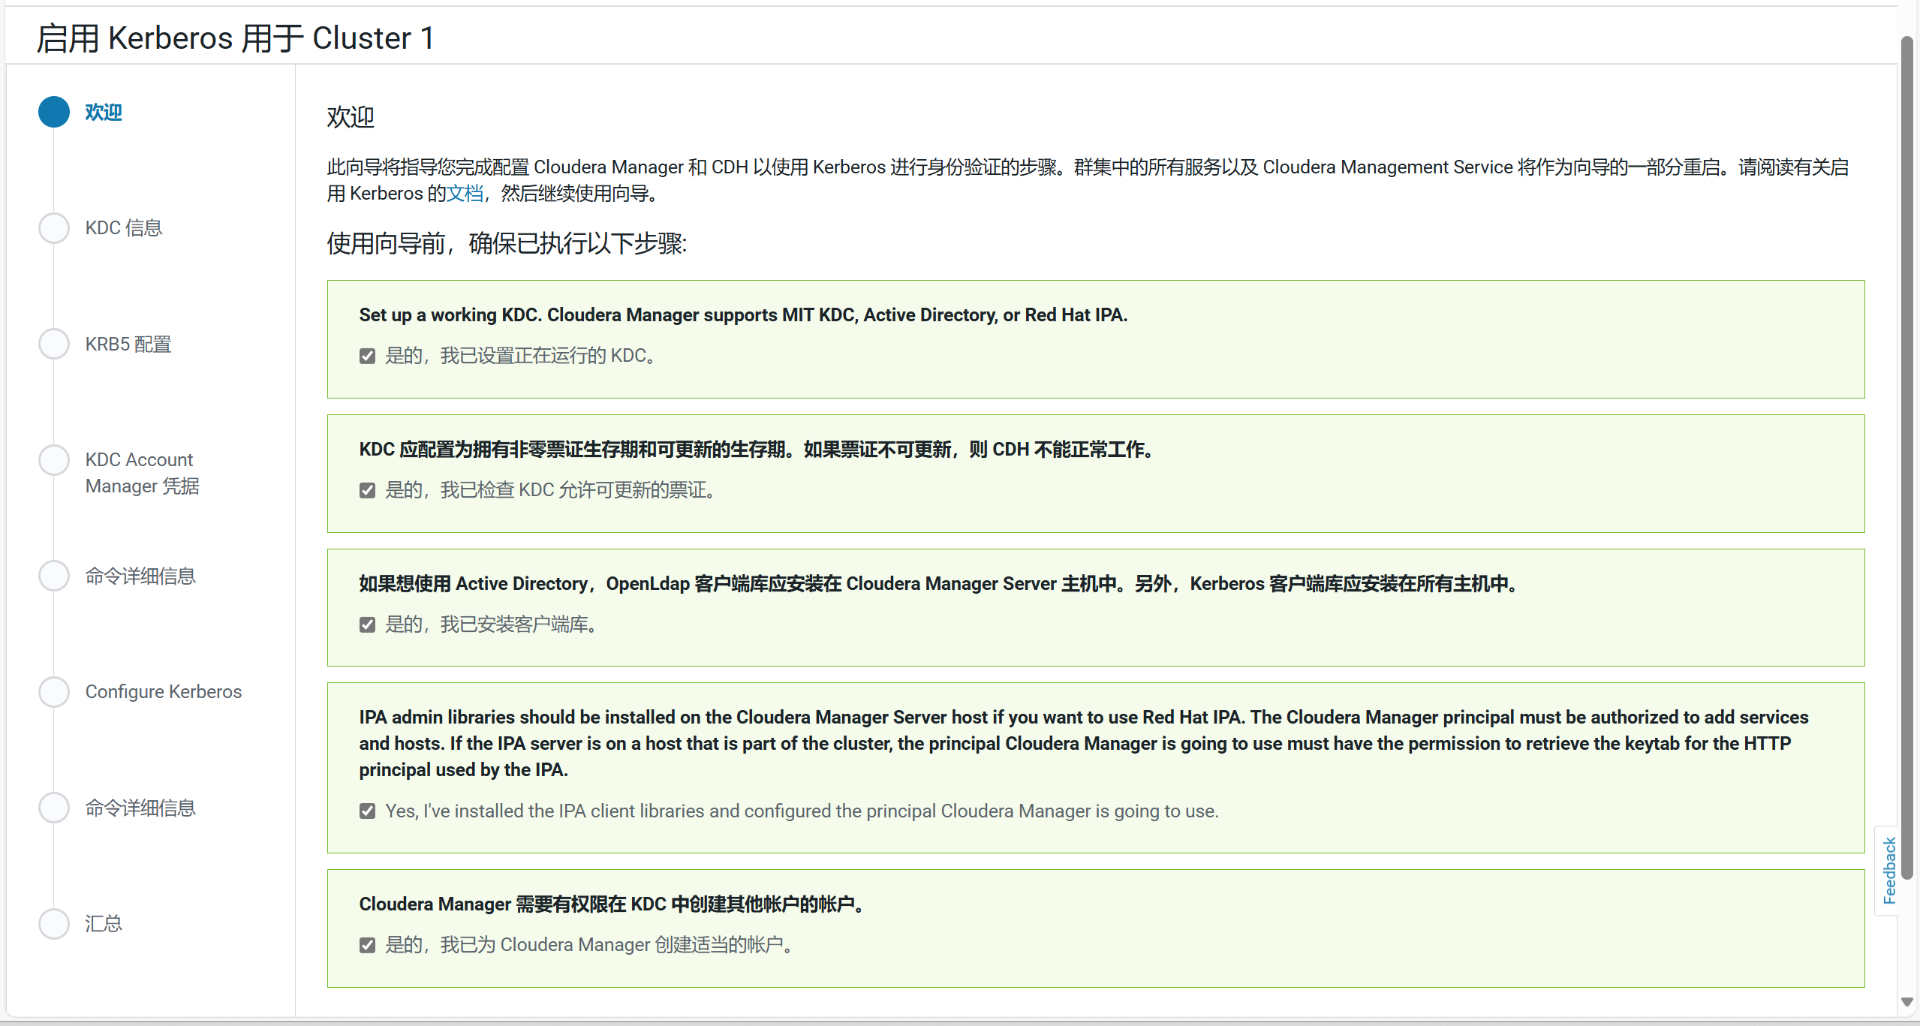 启用 Kerberos 用于 Cluster 1
欢迎
KDC 信息
KRB5 配置
KDC Account
Manager 凭据
命令详细信息
Configure Kerberos
命令详细信息
汇总
欢迎
此向导将指导您完成配置 Cloudera Manager 和 CDH 以使用 Kerberos 进行身份验证的步骤。群集中的所有服务以及 Cloudera Management Service 将作为向导的一部分重启。请阅读有关启
用 Kerberos 的文档，然后继续使用向导。
使用向导前，确保已执行以下步骤:
Set up a working KDC. Cloudera Manager supports MIT KDC, Active Directory, or Red Hat IPA.
是的，我已设置正在运行的 KDC。
KDC 应配置为拥有非零票证生存期和可更新的生存期。如果票证不可更新，则 CDH 不能正常工作。
是的，我已检查 KDC 允许可更新的票证。
如果想使用 Active Directory，OpenLdap 客户端库应安装在 Cloudera Manager Server 主机中。另外，Kerberos 客户端库应安装在所有主机中。
是的，我已安装客户端库。
IPA admin libraries should be installed on the Cloudera Manager Server host if you want to use Red Hat IPA. The Cloudera Manager principal must be authorized to add services
and hosts. If the IPA server is on a host that is part of the cluster, the principal Cloudera Manager is going to use must have the permission to retrieve the keytab for the HTTP
principal used by the IPA.
Yes, I've installed the IPA client libraries and configured the principal Cloudera Manager is going to use.
Cloudera Manager 需要有权限在 KDC 中创建其他帐户的帐户。
是的，我已为 Cloudera Manager 创建适当的帐户。
Feedback